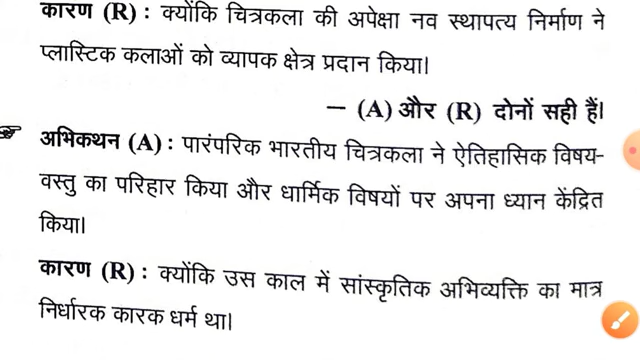 कारण (R) : क्योंकि चित्रकला की अपेक्षा नव स्थापत्य निर्माण ने
प्लास्टिक कलाओं को व्यापक क्षेत्र प्रदान किया।
– (A) और (R) दोनों सही हैं।
अभिकथन (A) : पारंपरिक भारतीय चित्रकला ने ऐतिहासिक विषय-
वस्तु का परिहार किया और धार्मिक विषयों पर अपना ध्यान केंद्रित
किया।
कारण (R) : क्योंकि उस काल में सांस्कृतिक अभिव्यक्ति का मात्र
निर्धारक कारक धर्म था।